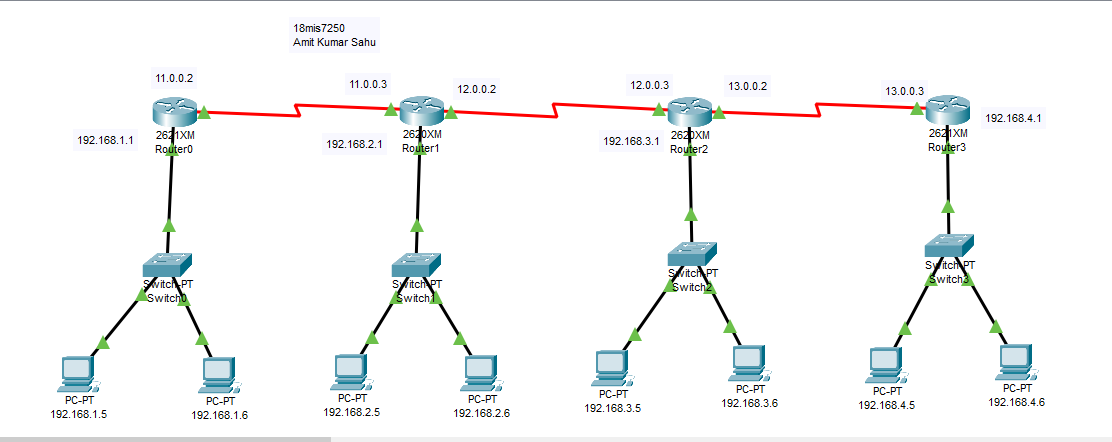 18mis7250
Amit Kumar Sahu
11.0.0.2
11.0.0.3
12.0.0.2
12.0.0.3
13.0.0.2
13.0.0.3
192.168.1.1
2621XM
Router0
192.168.2.1
2620XM
Router1
192.168.3.1
2620XM
Router2
2621XM
Router3
192.168.4.1
Switch-PT
Switch0
Switch-PT
Switch1
Switch-PT
Switch2
Switch-PT
Switch3
PC-PT
192.168.1.5
PC-PT
192.168.1.6
PC-PT
192.168.2.5
PC-PT
192.168.2.6
PC-PT
192.168.3.5
PC-PT
192.168.3.6
PC-PT
192.168.4.5
PC-PT
192.168.4.6